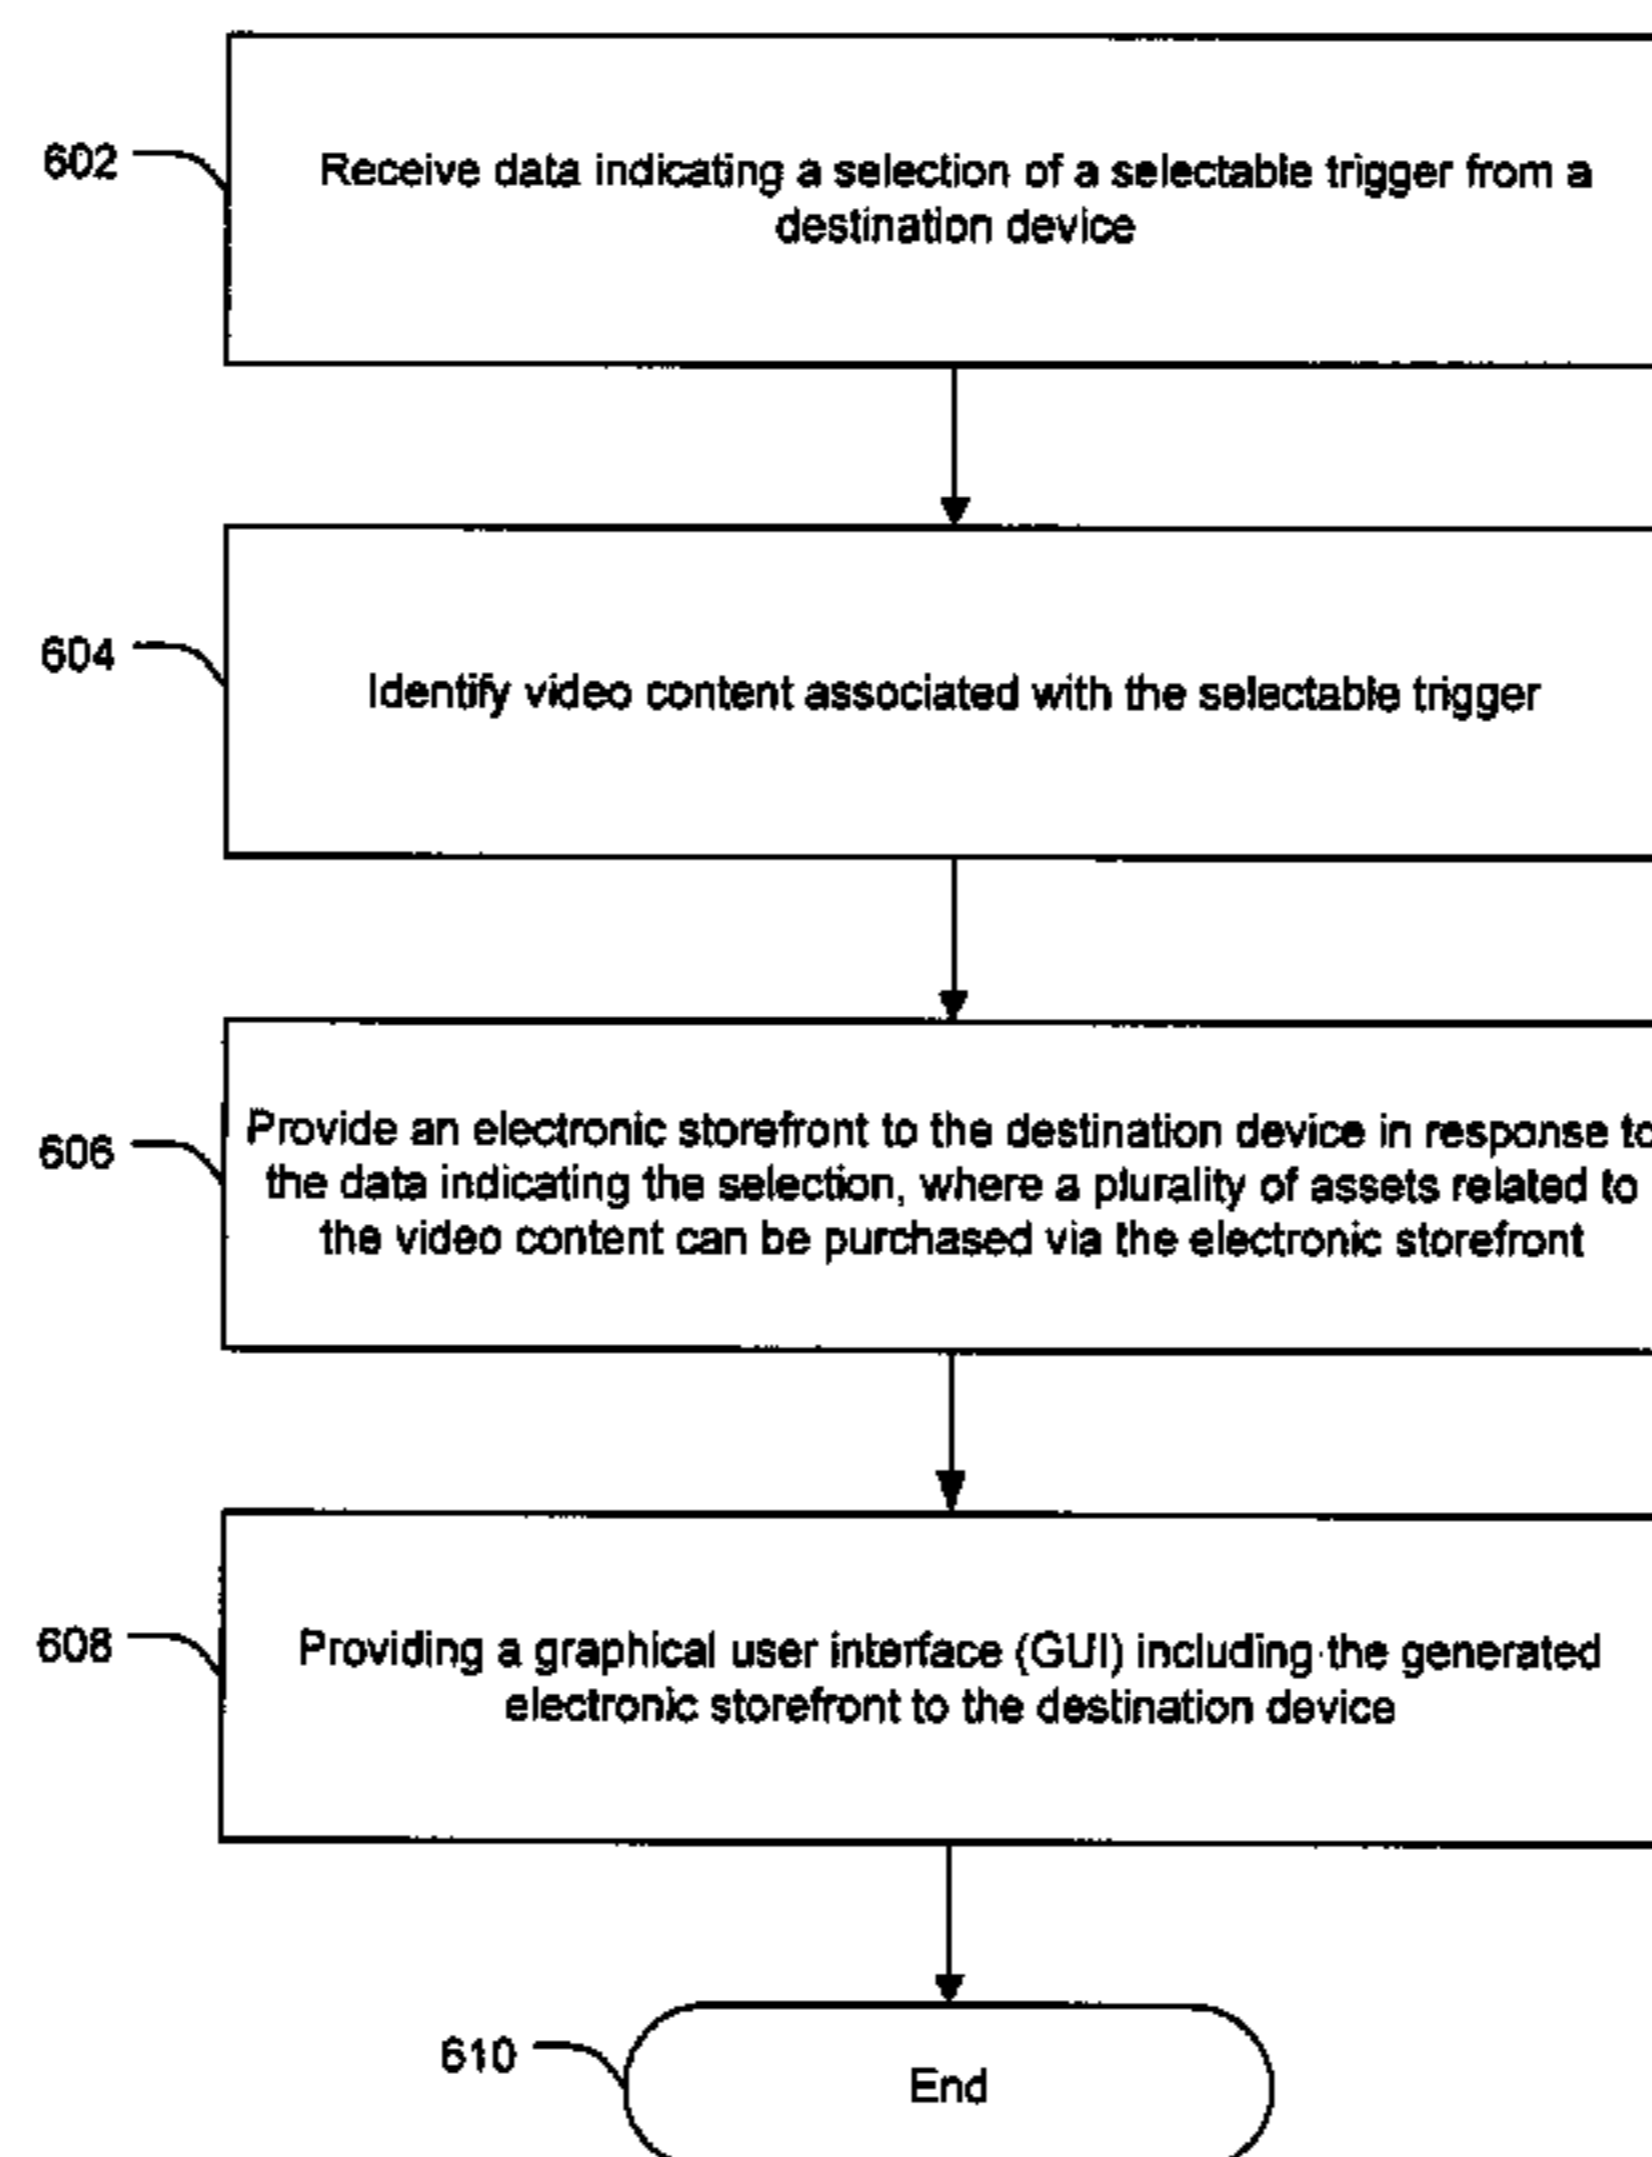 602
Receive data indicating a selection of a selectable trigger from a
destination device
604
Identify video content associated with the selectable trigger
606
Provide an electronic storefront to the destination device in response to
the data indicating the selection, where a plurality of assets related to
the video content can be purchased via the electronic storefront
608
Providing a graphical user interface (GUI) including the generated
electronic storefront to the destination device
610
End